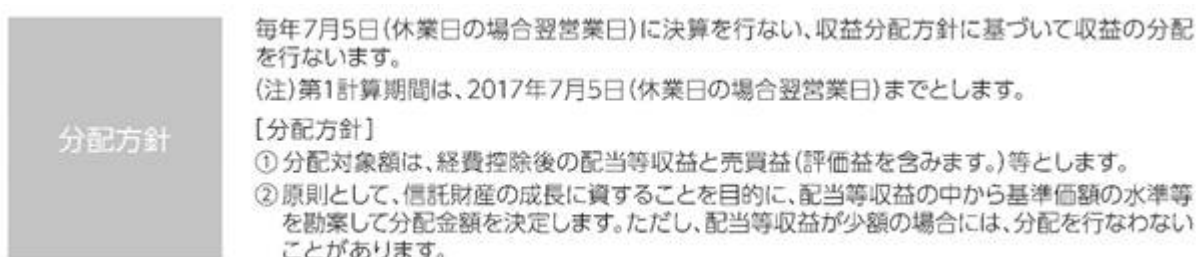 分配方針
毎年7月5日(休業日の場合翌営業日)に決算を行ない、収益分配方針に基づいて収益の分配
を行ないます。
(注)第1計算期間は、2017年7月5日(休業日の場合翌営業日)までとします。
[分配方針]
①分配対象額は、経費控除後の配当等収益と売買益(評価益を含みます。)等とします。
②原則として、信託財産の成長に資することを目的に、配当等収益の中から基準価額の水準等
を勘案して分配金額を決定します。ただし、配当等収益が少額の場合には、分配を行なわない
ことがあります。